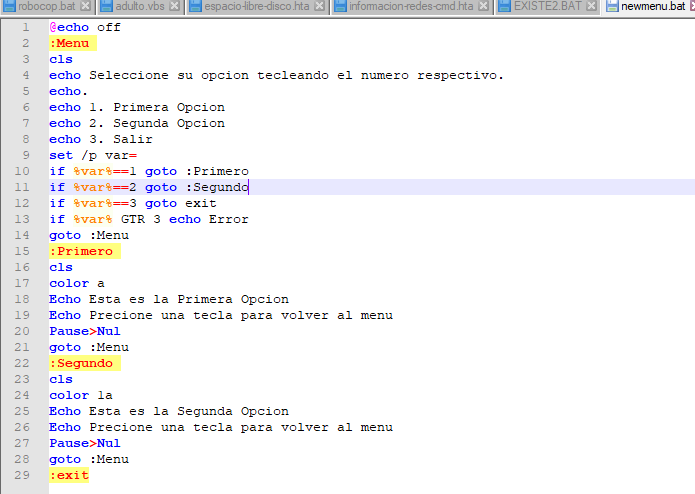 robocop.bat adulto.vbs espacio-libre-disco.hta informacion-redes-cmd.hta EXISTE2.BAT newmenu.bat
1 @echo off
2 :Menu
3 cls
4 echo Seleccione su opcion tecleando el numero respectivo.
5 echo.
6 echo 1. Primera Opcion
7 echo 2. Segunda Opcion
8 echo 3. Salir
9 set /p var=
10 if %var%==1 goto :Primero
11 if %var%==2 goto :Segundo
12 if %var%==3 goto exit
13 if %var% GTR 3 echo Error
14 goto :Menu
15 :Primero
16 cls
17 color a
18 Echo Esta es la Primera Opcion
19 Echo Precione una tecla para volver al menu
20 Pause>Nul
21 goto :Menu
22 :Segundo
23 cls
24 color la
25 Echo Esta es la Segunda Opcion
26 Echo Precione una tecla para volver al menu
27 Pause>Nul
28 goto :Menu
29 :exit